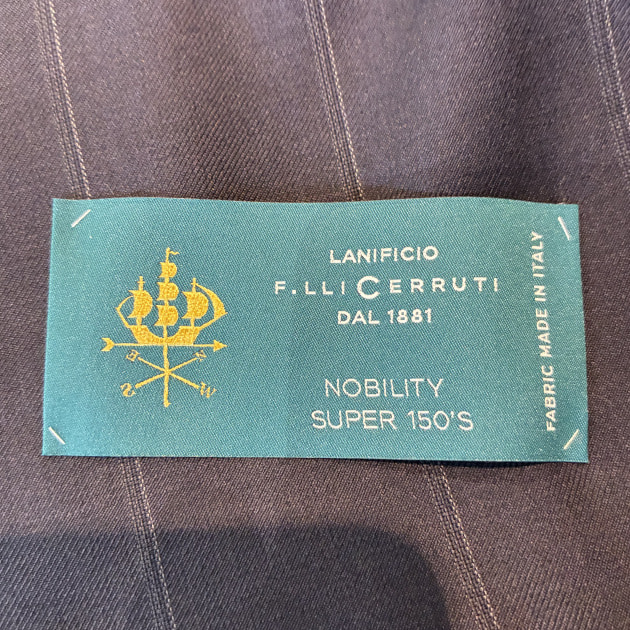 LANIFICIO
F.LLI CERRUTI
DAL 1881
NOBILITY
SUPER 150'S
FABRIC MADE IN ITALY
N
E
S
W